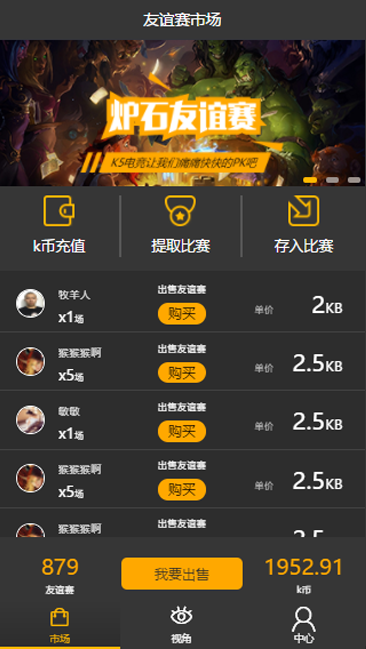 友谊赛市场
炉石友谊赛
K5电竞让我们痛痛快快的PK吧
k币充值
提取比赛
存入比赛
牧羊人
x1场
出售友谊赛
购买
单价
2KB
猴猴猴啊
x5场
出售友谊赛
购买
单价
2.5KB
敏敏
x1场
出售友谊赛
购买
单价
2.5KB
猴猴猴啊
x5场
出售友谊赛
购买
单价
2.5KB
猴猴猴啊
出售友谊赛
879
友谊赛
我要出售
1952.91
k币
市场
视角
中心